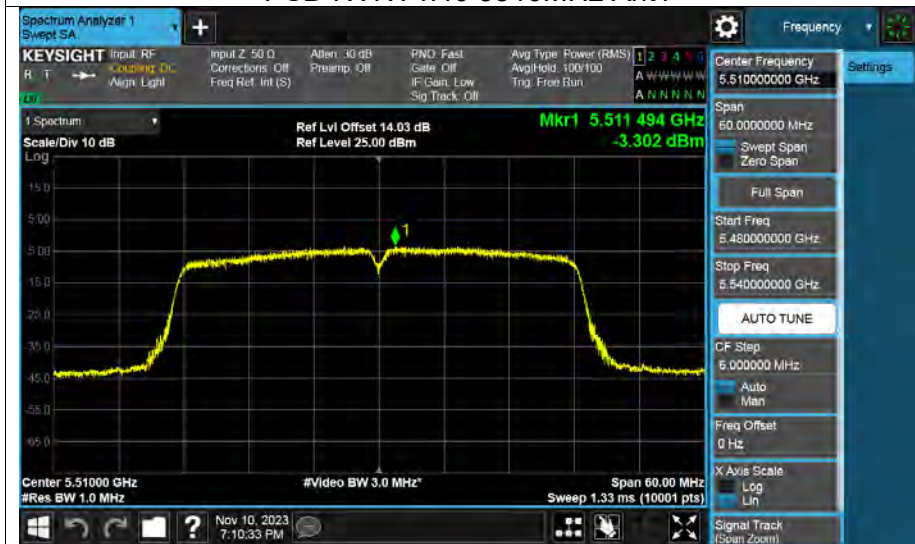 Spectrum Analyzer 1
Swept SA
+
Frequency
KEYSIGHT
Input: RF
Coupling: DC
Align: Light
R T
Input Z: 50 Ω
Corrections: Off
Freq Ref: Int (S)
Atten: 30 dB
Preamp: Off
PNO: Fast
Gate: Off
IF Gain: Low
Sig Track: Off
Avg Type: Power (RMS)
Avg|Hold: 100/100
Trig: Free Run
1 2 3 4 5 6
A W W W W W
A N N N N N
1 Spectrum
Scale/Div 10 dB
Log
Ref Lvl Offset 14.03 dB
Ref Level 25.00 dBm
Mkr1 5.511 494 GHz
-3.302 dBm
15.0
5.00
-5.00
-15.0
-25.0
-35.0
-45.0
-55.0
-65.0
1
Center 5.51000 GHz
#Res BW 1.0 MHz
#Video BW 3.0 MHz*
Span 60.00 MHz
Sweep 1.33 ms (10001 pts)
?
Nov 10, 2023
7:10:33 PM
Center Frequency
5.510000000 GHz
Settings
Span
60.0000000 MHz
Swept Span
Zero Span
Full Span
Start Freq
5.480000000 GHz
Stop Freq
5.540000000 GHz
AUTO TUNE
CF Step
6.000000 MHz
Auto
Man
Freq Offset
0 Hz
X Axis Scale
Log
Lin
Signal Track
(Span Zoom)